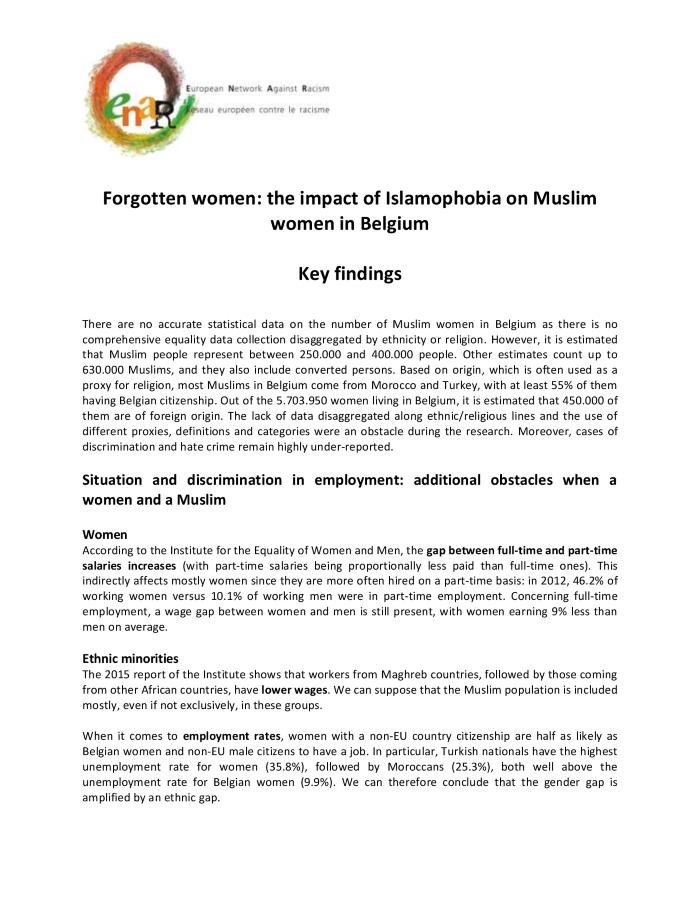 enaR
European Network Against Racism
Réseau européen contre le racisme
Forgotten women: the impact of Islamophobia on Muslim
women in Belgium
Key findings
There are no accurate statistical data on the number of Muslim women in Belgium as there is no
comprehensive equality data collection disaggregated by ethnicity or religion. However, it is estimated
that Muslim people represent between 250.000 and 400.000 people. Other estimates count up to
630.000 Muslims, and they also include converted persons. Based on origin, which is often used as a
proxy for religion, most Muslims in Belgium come from Morocco and Turkey, with at least 55% of them
having Belgian citizenship. Out of the 5.703.950 women living in Belgium, it is estimated that 450.000 of
them are of foreign origin. The lack of data disaggregated along ethnic/religious lines and the use of
different proxies, definitions and categories were an obstacle during the research. Moreover, cases of
discrimination and hate crime remain highly under-reported.
Situation and discrimination in employment: additional obstacles when a
women and a Muslim
Women
According to the Institute for the Equality of Women and Men, the gap between full-time and part-time
salaries increases (with part-time salaries being proportionally less paid than full-time ones). This
indirectly affects mostly women since they are more often hired on a part-time basis: in 2012, 46.2% of
working women versus 10.1% of working men were in part-time employment. Concerning full-time
employment, a wage gap between women and men is still present, with women earning 9% less than
men on average.
Ethnic minorities
The 2015 report of the Institute shows that workers from Maghreb countries, followed by those coming
from other African countries, have lower wages. We can suppose that the Muslim population is included
mostly, even if not exclusively, in these groups.
When it comes to employment rates, women with a non-EU country citizenship are half as likely as
Belgian women and non-EU male citizens to have a job. In particular, Turkish nationals have the highest
unemployment rate for women (35.8%), followed by Moroccans (25.3%), both well above the
unemployment rate for Belgian women (9.9%). We can therefore conclude that the gender gap is
amplified by an ethnic gap.